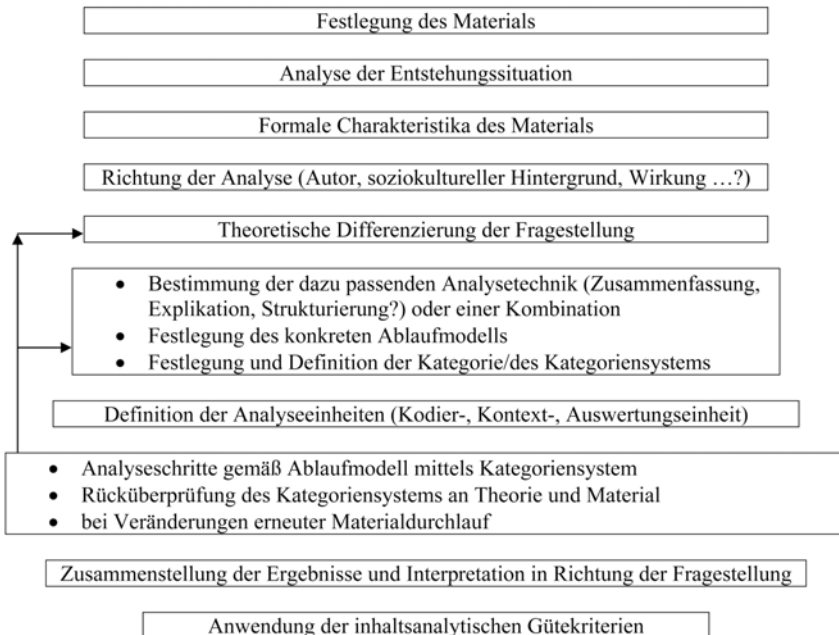 Festlegung des Materials
Analyse der Entstehungssituation
Formale Charakteristika des Materials
Richtung der Analyse (Autor, soziokultureller Hintergrund, Wirkung …?)
Theoretische Differenzierung der Fragestellung
• Bestimmung der dazu passenden Analysetechnik (Zusammenfassung,
Explikation, Strukturierung?) oder einer Kombination
• Festlegung des konkreten Ablaufmodells
• Festlegung und Definition der Kategorie/des Kategoriensystems
Definition der Analyseeinheiten (Kodier-, Kontext-, Auswertungseinheit)
• Analyseschritte gemäß Ablaufmodell mittels Kategoriensystem
• Rücküberprüfung des Kategoriensystems an Theorie und Material
• bei Veränderungen erneuter Materialdurchlauf
Zusammenstellung der Ergebnisse und Interpretation in Richtung der Fragestellung
Anwendung der inhaltsanalytischen Gütekriterien